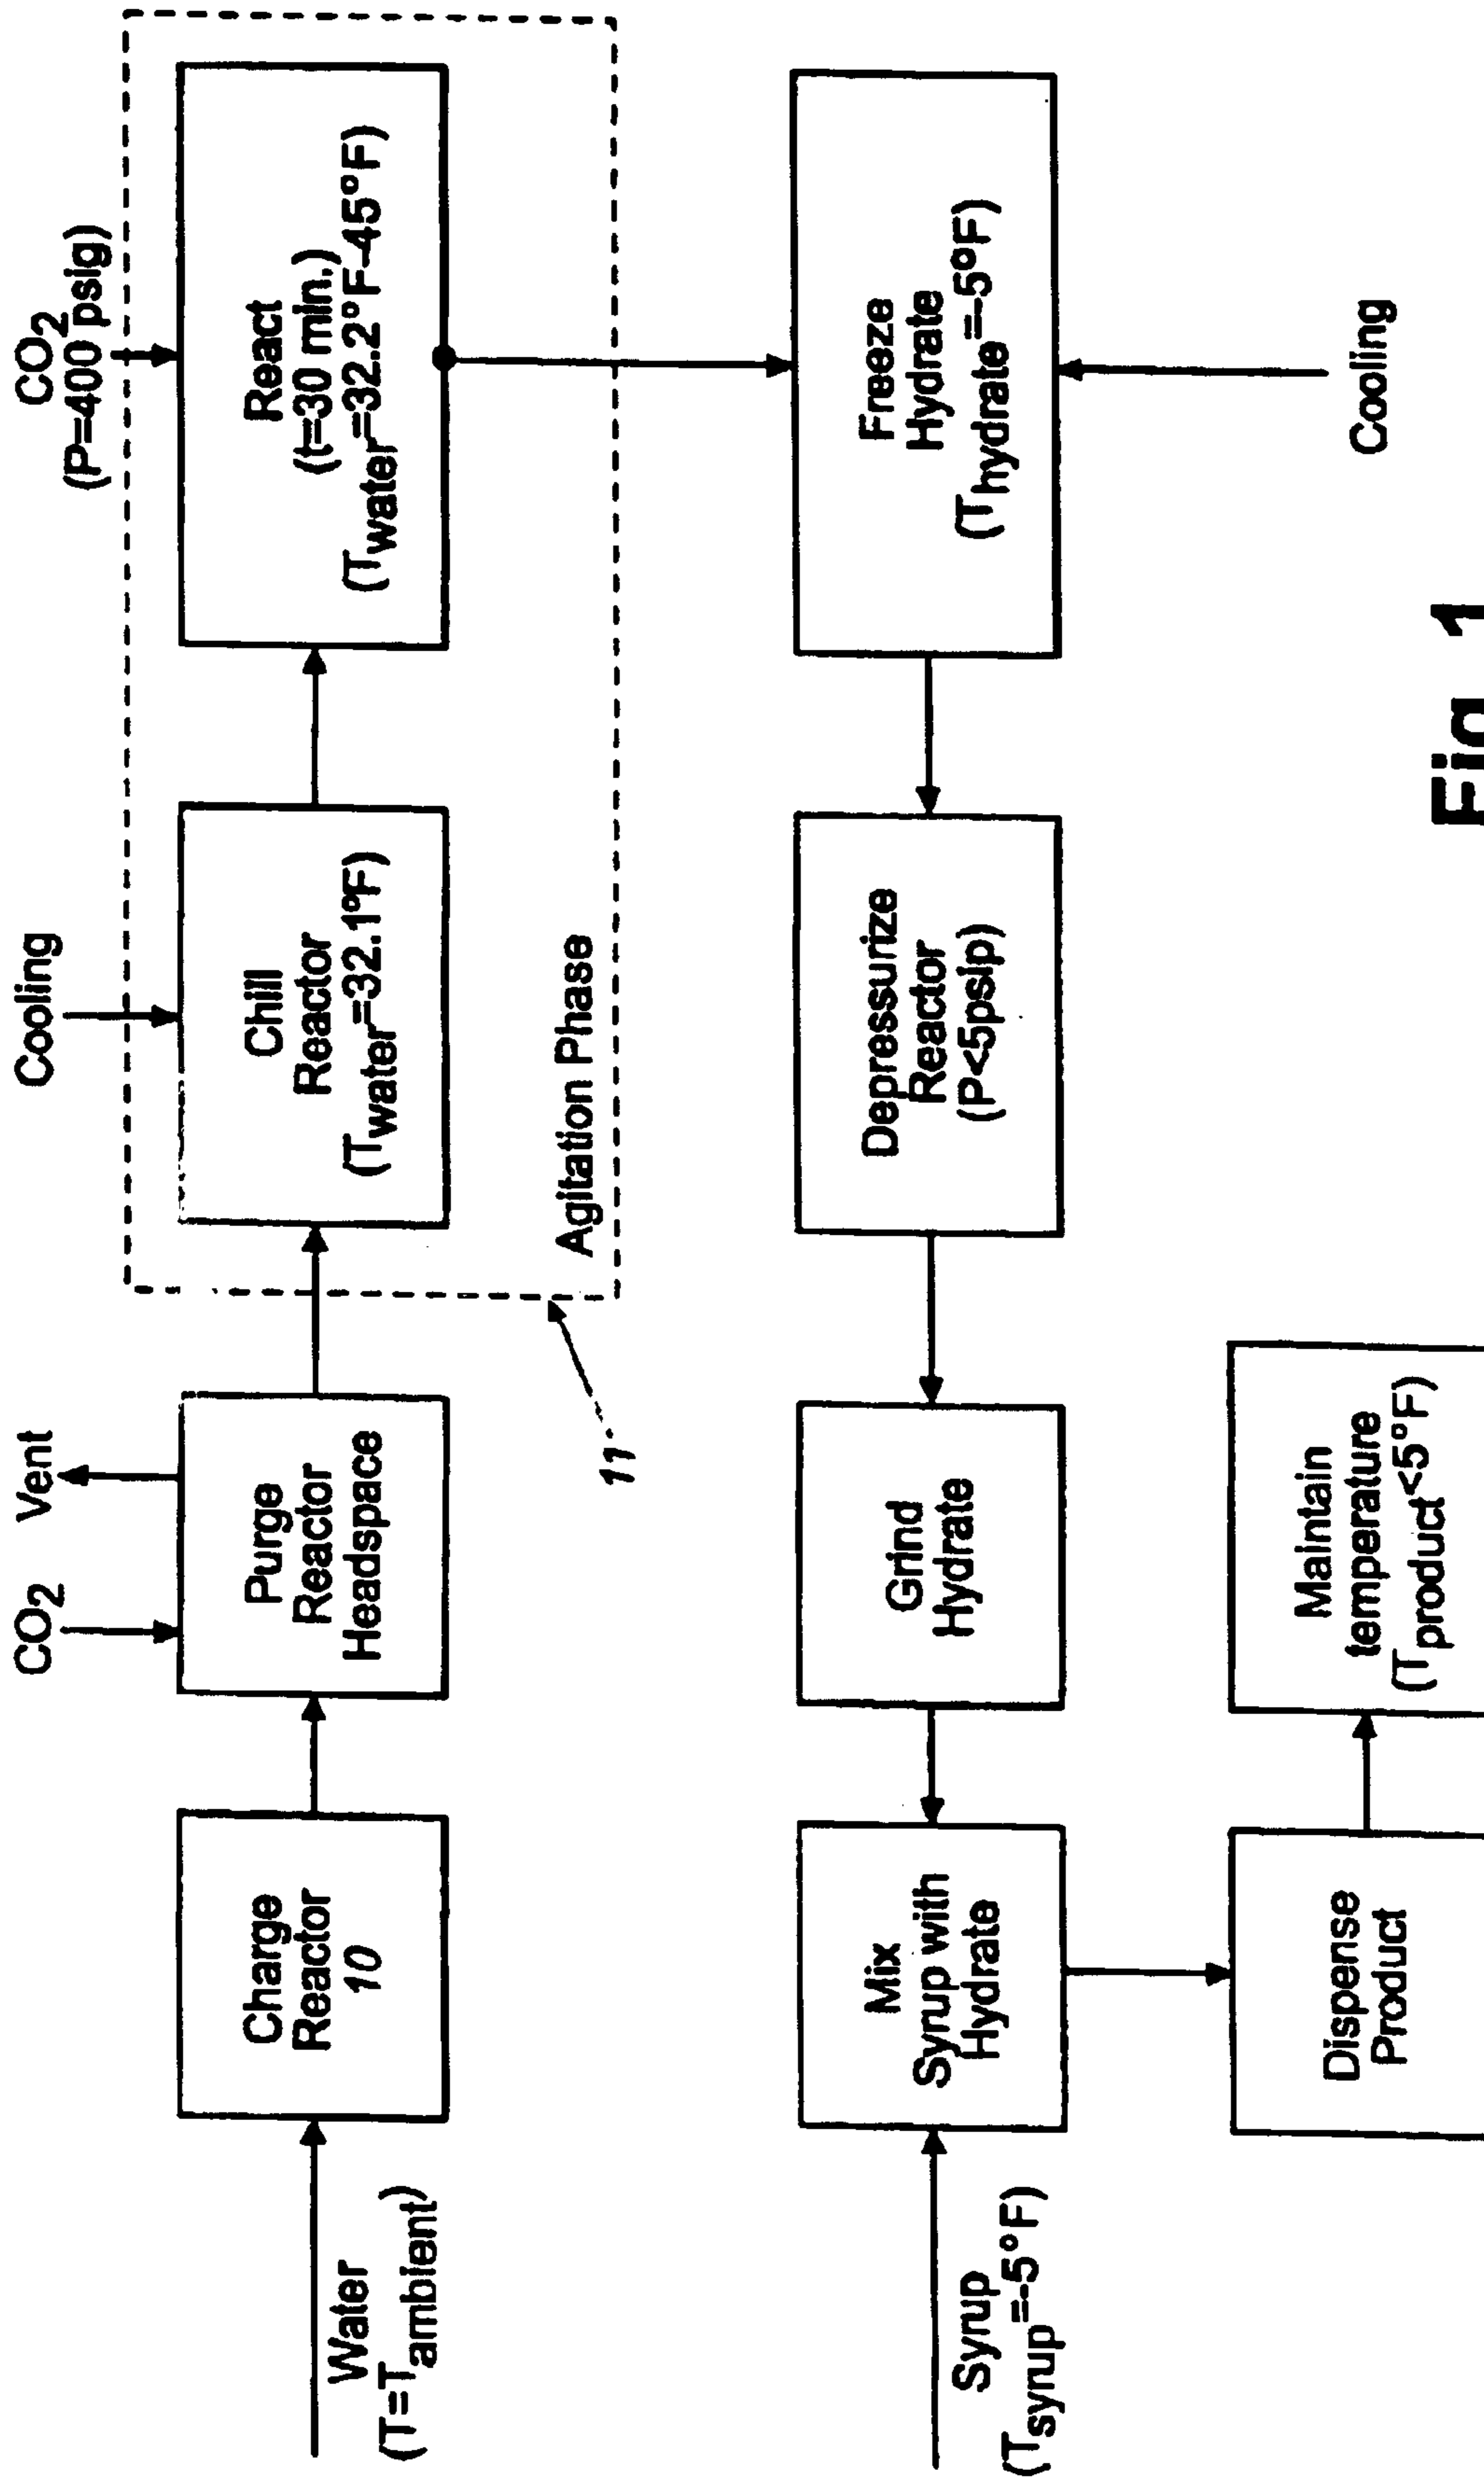 Water
(T=Tambient)
Charge
Reactor
10
CO2
Vent
Purge
Reactor
Headspace
11
Cooling
Chill
Reactor
(Twater=32.1°F)
Agitation Phase
CO2
(P=400 psig)
React
(t=30 min.)
(Twater=32.2°F-45°F)
Freeze
Hydrate
(Thydrate=-5°F)
Cooling
Depressurize
Reactor
(P<5psip)
Grind
Hydrate
Mix
Syrup with
Hydrate
Syrup
(Tsyrup=-5°F)
Dispense
Product
Maintain
temperature
(Tproduct<5°F)
Fig. 1